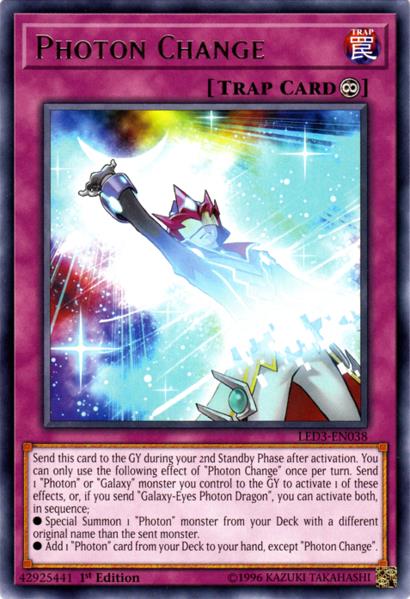 PHOTON CHANGE
TRAP
罠
[TRAP CARD∞]
LED3-EN038
Send this card to the GY during your 2nd Standby Phase after activation. You
can only use the following effect of "Photon Change" once per turn. Send
1 "Photon" or "Galaxy" monster you control to the GY to activate 1 of these
effects, or, if you send "Galaxy-Eyes Photon Dragon", you can activate both,
in sequence;
● Special Summon 1 "Photon" monster from your Deck with a different
original name than the sent monster.
● Add 1 "Photon" card from your Deck to your hand, except "Photon Change".
42925441 1st Edition ©1996 KAZUKI TAKAHASHI